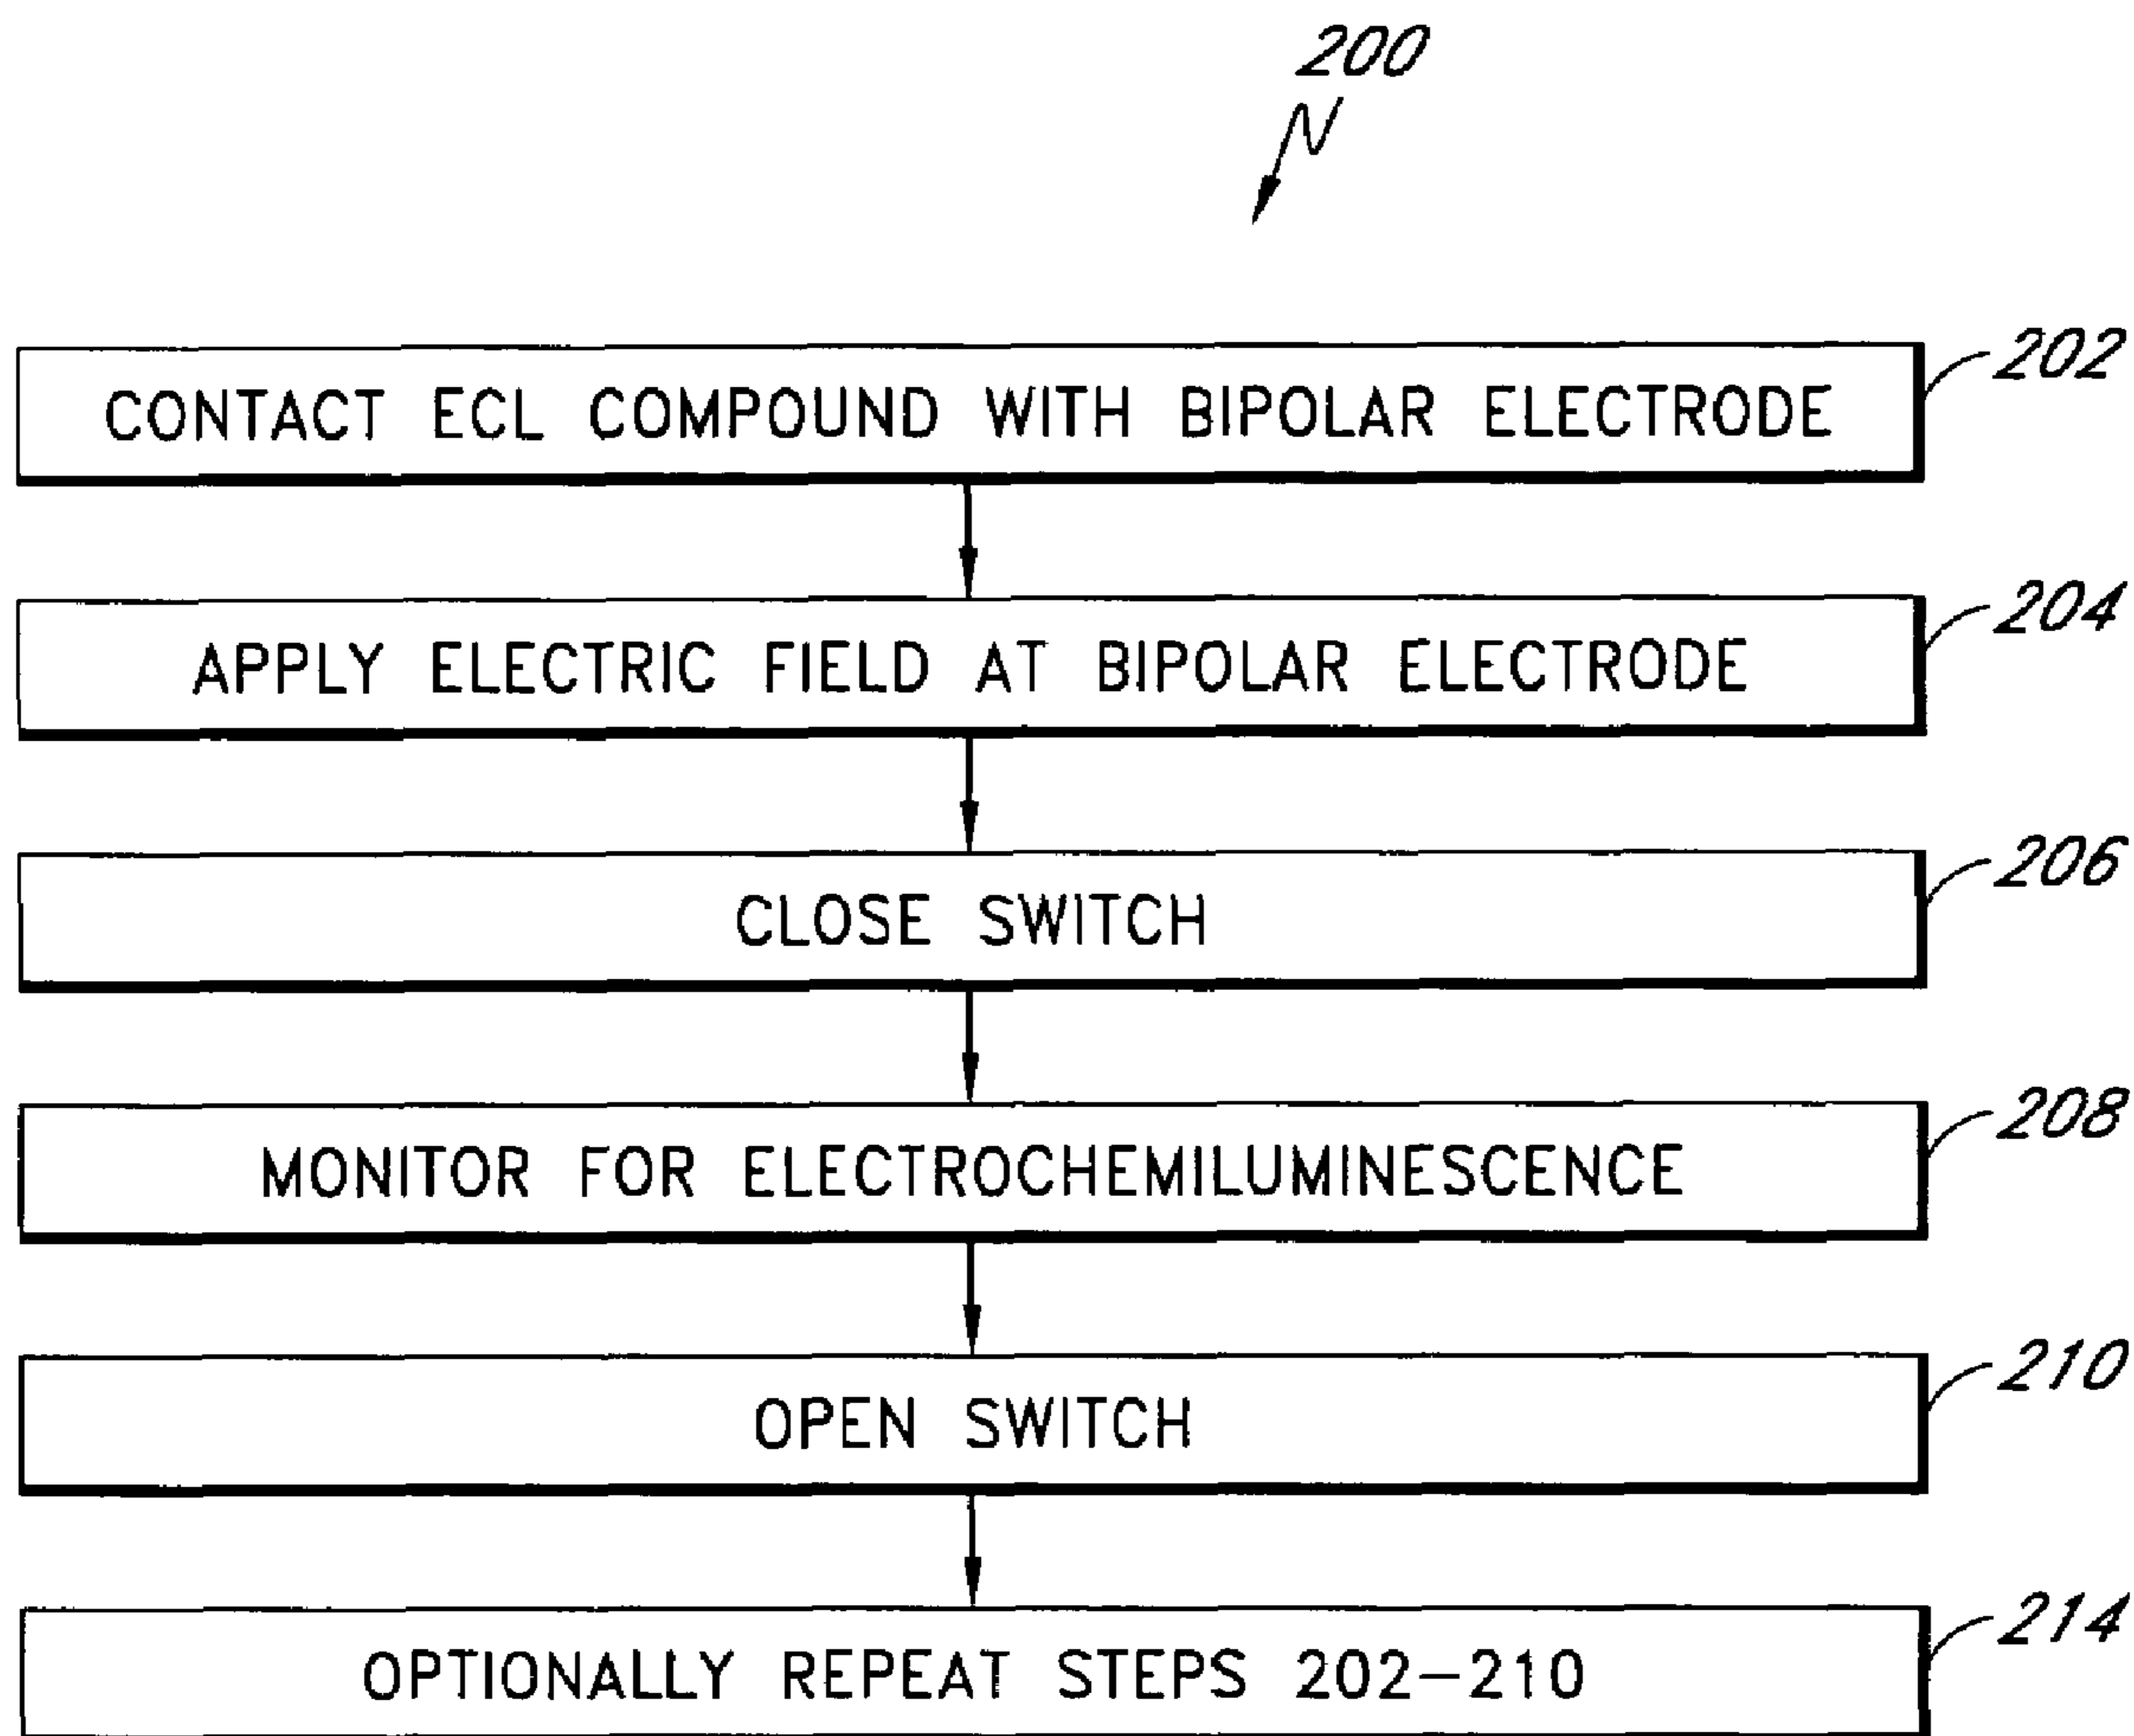 200
CONTACT ECL COMPOUND WITH BIPOLAR ELECTRODE
202
APPLY ELECTRIC FIELD AT BIPOLAR ELECTRODE
204
CLOSE SWITCH
206
MONITOR FOR ELECTROCHEMILUMINESCENCE
208
OPEN SWITCH
210
OPTIONALLY REPEAT STEPS 202-210
214